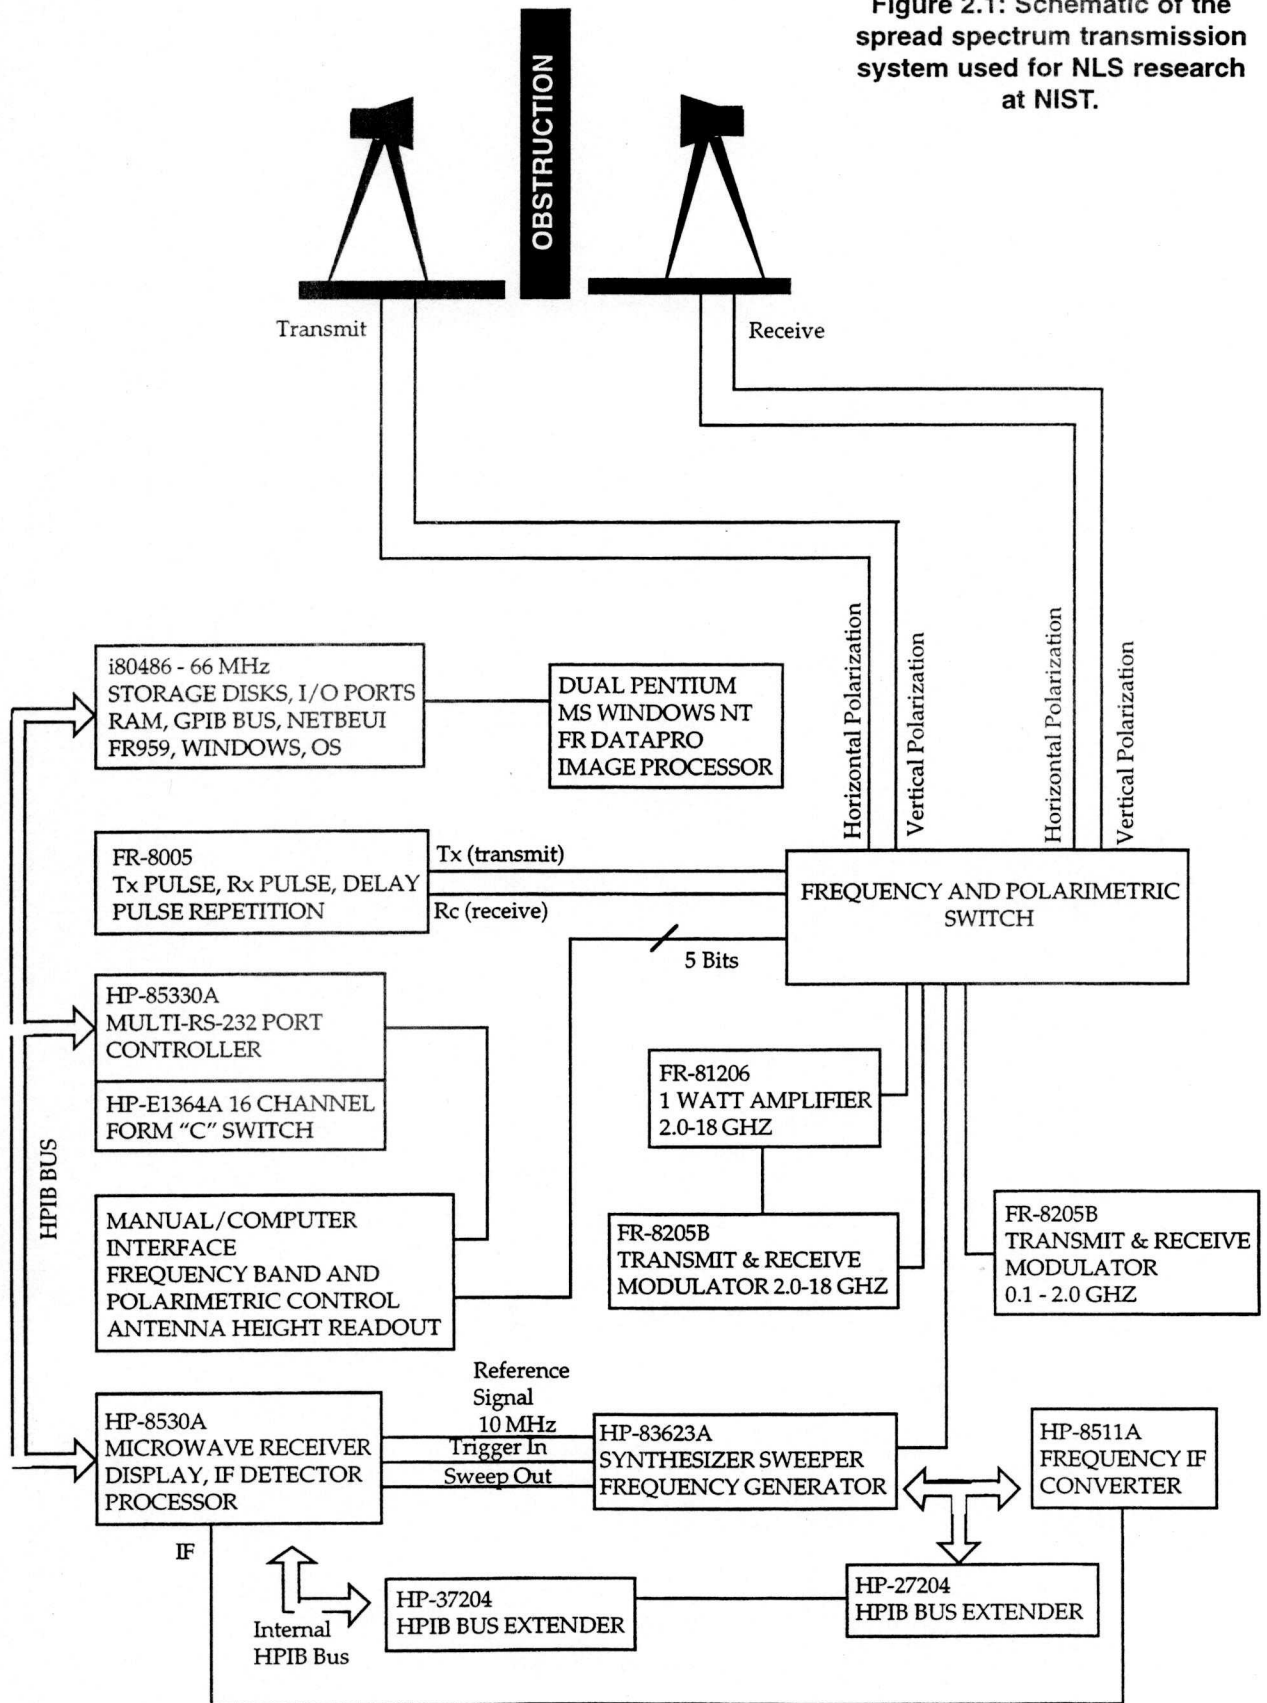 Figure 2.1: Schematic of the
spread spectrum transmission
system used for NLS research
at NIST.
OBSTRUCTION
Transmit
Receive
Horizontal Polarization
Vertical Polarization
Horizontal Polarization
Vertical Polarization
i80486 - 66 MHz
STORAGE DISKS, I/O PORTS
RAM, GPIB BUS, NETBEUI
FR959, WINDOWS, OS
DUAL PENTIUM
MS WINDOWS NT
FR DATAPRO
IMAGE PROCESSOR
FR-8005
Tx PULSE, Rx PULSE, DELAY
PULSE REPETITION
Tx (transmit)
Rc (receive)
FREQUENCY AND POLARIMETRIC
SWITCH
5 Bits
HP-85330A
MULTI-RS-232 PORT
CONTROLLER
HP-E1364A 16 CHANNEL
FORM "C" SWITCH
HPIB BUS
FR-81206
1 WATT AMPLIFIER
2.0-18 GHZ
MANUAL/COMPUTER
INTERFACE
FREQUENCY BAND AND
POLARIMETRIC CONTROL
ANTENNA HEIGHT READOUT
FR-8205B
TRANSMIT & RECEIVE
MODULATOR 2.0-18 GHZ
FR-8205B
TRANSMIT & RECEIVE
MODULATOR
0.1 - 2.0 GHZ
Reference
Signal
10 MHz
Trigger In
Sweep Out
HP-8530A
MICROWAVE RECEIVER
DISPLAY, IF DETECTOR
PROCESSOR
HP-83623A
SYNTHESIZER SWEEPER
FREQUENCY GENERATOR
HP-8511A
FREQUENCY IF
CONVERTER
IF
Internal
HPIB Bus
HP-37204
HPIB BUS EXTENDER
HP-27204
HPIB BUS EXTENDER